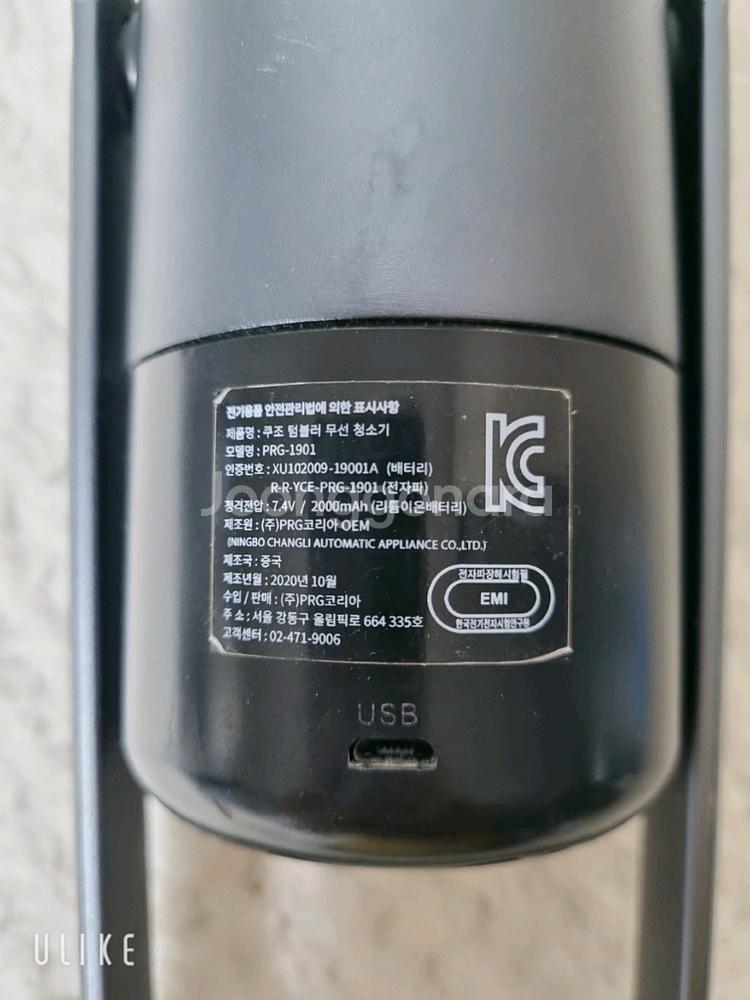 전기용품 안전관리법에 의한 표시사항
제품명 : 쿠조 텀블러 무선 청소기
모델명 : PRG-1901
인증번호 : XU102009-19001A (배터리)
R-R-YCE-PRG-1901 (전자파)
정격전압 : 7.4V / 2000mAh (리튬이온배터리)
제조원 : (주)PRG코리아 OEM
(NINGBO CHANGLI AUTOMATIC APPLIANCE CO.,LTD.)
제조국 : 중국
제조년월 : 2020년 10월
수입 / 판매 : (주)PRG코리아
주 소 : 서울 강동구 올림픽로 664 335호
고객센터 : 02-471-9006
KC
전자파장해시험필
EMI
한국전기전자시험연구원
Joonggonara
USB
ULIKE